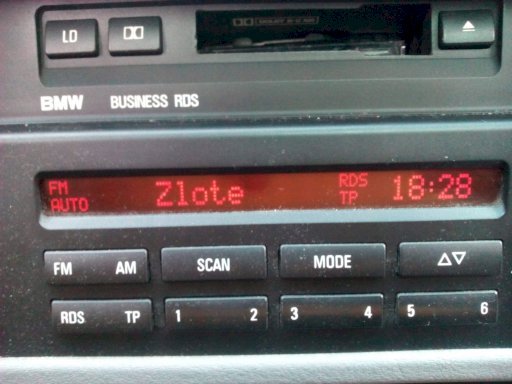 LD
BMW BUSINESS RDS
FM Zlote RDS 18:28
AUTO TP
FM AM SCAN MODE
RDS TP 1 2 3 4 5 6